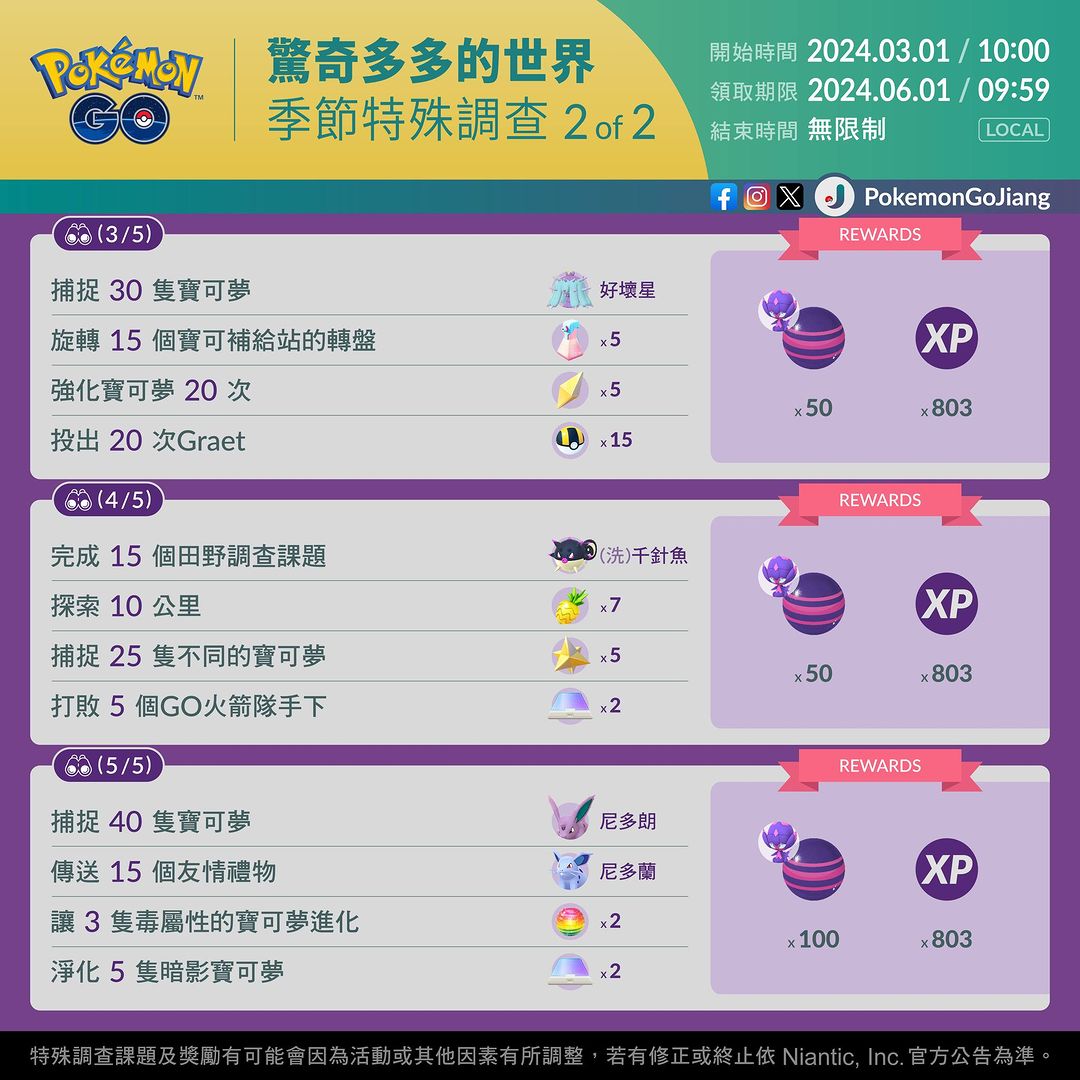 POKÉMON
GO
TM
驚奇多多的世界
季節特殊調查 2 of 2
開始時間 2024.03.01 / 10:00
領取期限 2024.06.01 / 09:59
結束時間 無限制
LOCAL
PokemonGoJiang
(3/5)
REWARDS
捕捉 30 隻寶可夢
好壞星
旋轉 15 個寶可補給站的轉盤
x5
強化寶可夢 20 次
x5
投出 20 次Graet
x15
x50
XP
x803
(4/5)
REWARDS
完成 15 個田野調查課題
(洗)千針魚
探索 10 公里
x7
捕捉 25 隻不同的寶可夢
x5
打敗 5 個GO火箭隊手下
x2
x50
XP
x803
(5/5)
REWARDS
捕捉 40 隻寶可夢
尼多朗
傳送 15 個友情禮物
尼多蘭
讓 3 隻毒屬性的寶可夢進化
x2
淨化 5 隻暗影寶可夢
x2
x100
XP
x803
特殊調查課題及獎勵有可能會因為活動或其他因素有所調整，若有修正或終止依 Niantic, Inc. 官方公告為準。